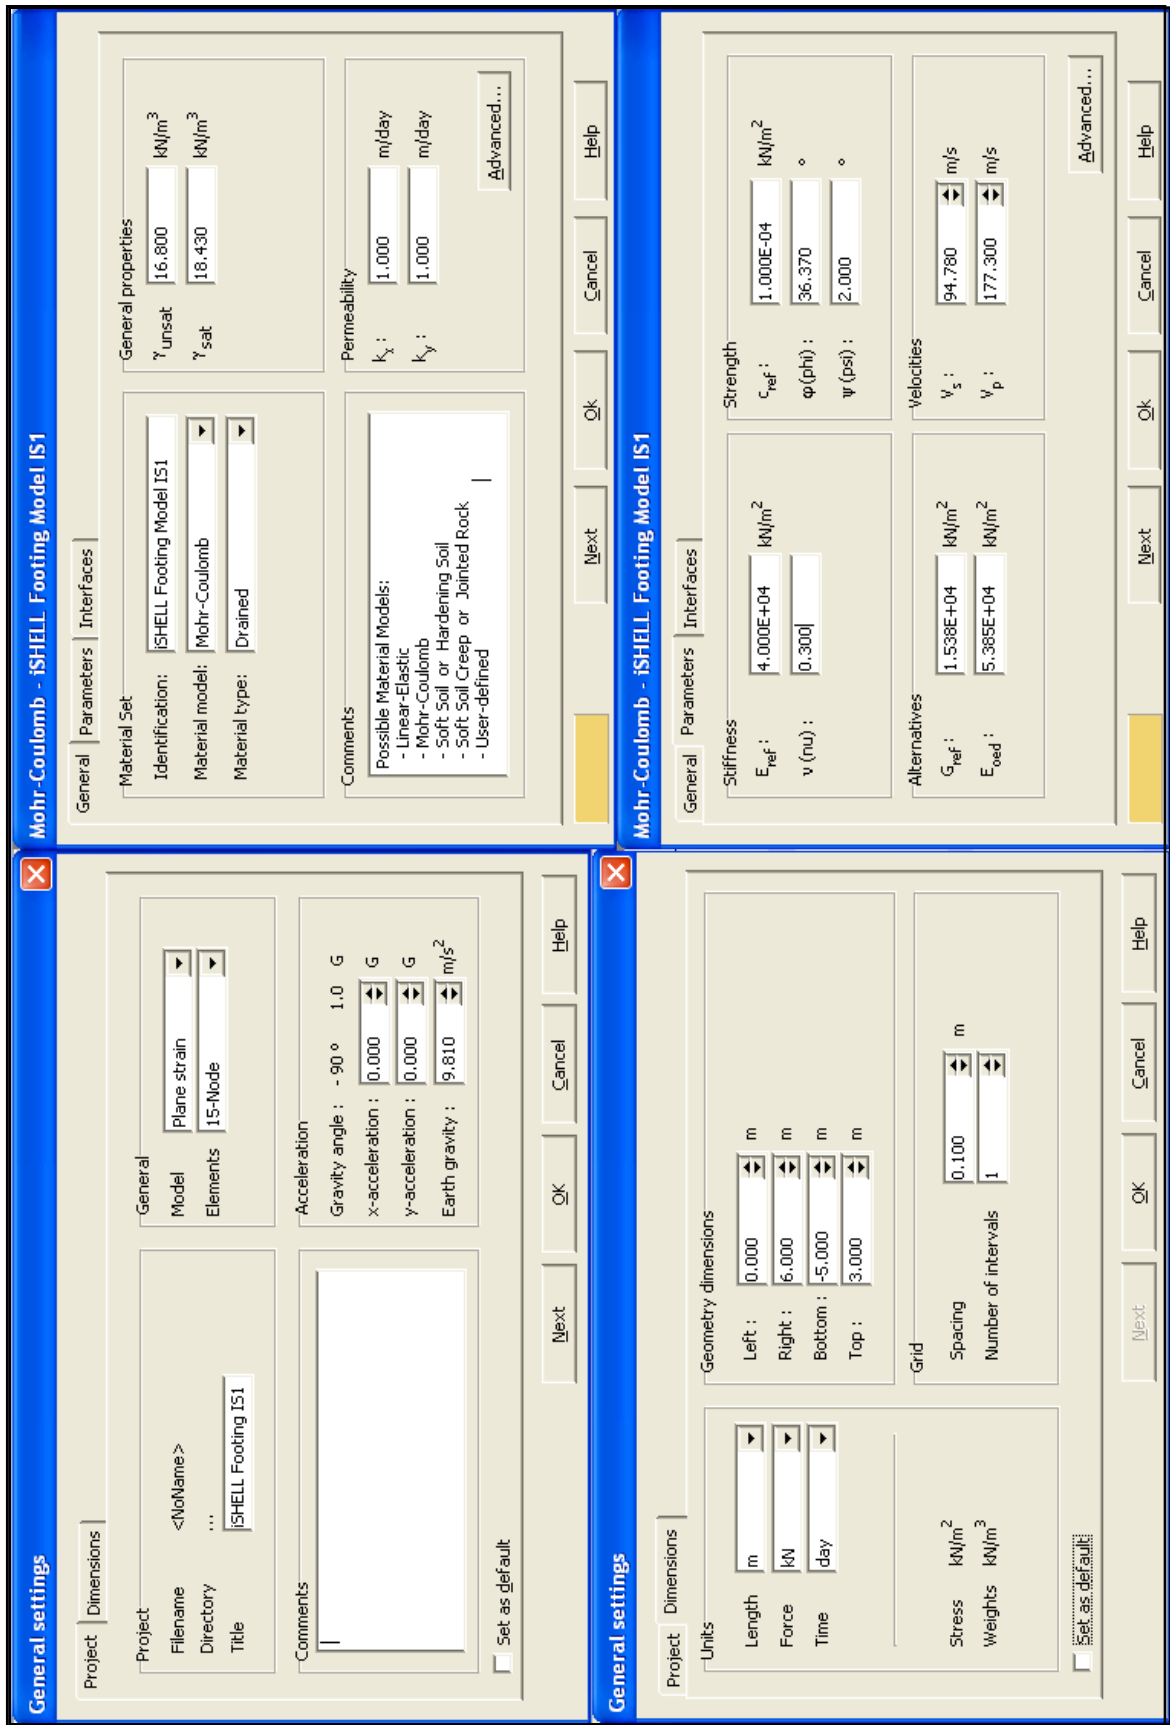 General settings
Project Dimensions
Project
Filename <NoName>
Directory ...
Title iSHELL Footing IS1
General
Model Plane strain
Elements 15-Node
Comments
Acceleration
Gravity angle : - 90 ° 1.0 G
x-acceleration : 0.000 G
y-acceleration : 0.000 G
Earth gravity : 9.810 m/s²
Set as default
Next OK Cancel Help
Mohr-Coulomb - iSHELL Footing Model IS1
General Parameters Interfaces
Material Set
Identification: iSHELL Footing Model IS1
Material model: Mohr-Coulomb
Material type: Drained
General properties
γunsat 16.800 kN/m³
γsat 18.430 kN/m³
Comments
Possible Material Models:
- Linear-Elastic
- Mohr-Coulomb
- Soft Soil or Hardening Soil
- Soft Soil Creep or Jointed Rock
- User-defined
Permeability
kx : 1.000 m/day
ky : 1.000 m/day
Advanced...
Next Ok Cancel Help
General settings
Project Dimensions
Units
Length m
Force kN
Time day
Stress kN/m²
Weights kN/m³
Geometry dimensions
Left : 0.000 m
Right : 6.000 m
Bottom : -5.000 m
Top : 3.000 m
Grid
Spacing 0.100 m
Number of intervals 1
Set as default
Next OK Cancel Help
Mohr-Coulomb - iSHELL Footing Model IS1
General Parameters Interfaces
Stiffness
Eref : 4.000E+04 kN/m²
ν (nu) : 0.300
Strength
cref : 1.000E-04 kN/m²
φ (phi) : 36.370 °
ψ (psi) : 2.000 °
Alternatives
Gref : 1.538E+04 kN/m²
Eoed : 5.385E+04 kN/m²
Velocities
Vs : 94.780 m/s
Vp : 177.300 m/s
Advanced...
Next Ok Cancel Help